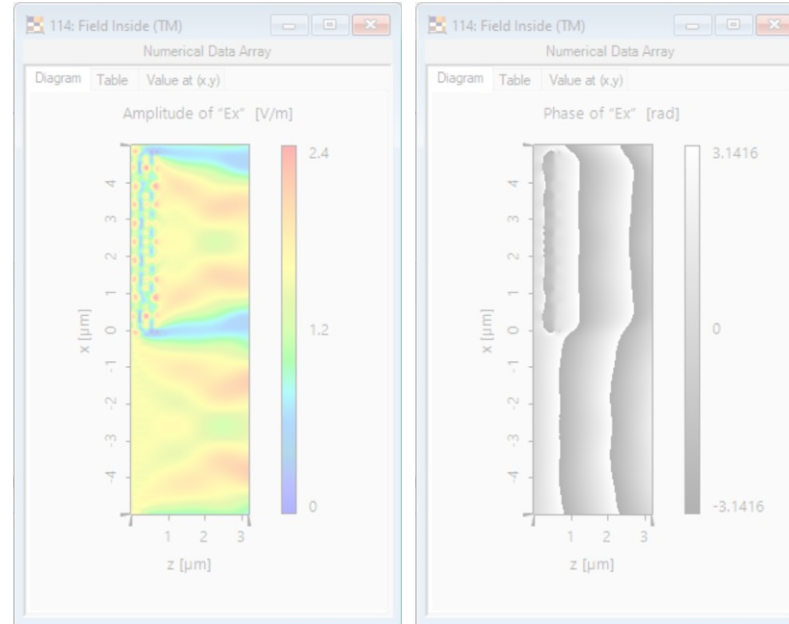 114: Field Inside (TM)
Numerical Data Array
Diagram Table Value at (x,y)
Amplitude of "Ex" [V/m]
2.4
1.2
0
4
3
2
1
0
-1
-2
-3
-4
x [µm]
1 2 3
z [µm]
114: Field Inside (TM)
Numerical Data Array
Diagram Table Value at (x,y)
Phase of "Ex" [rad]
3.1416
0
-3.1416
4
3
2
1
0
-1
-2
-3
-4
x [µm]
1 2 3
z [µm]